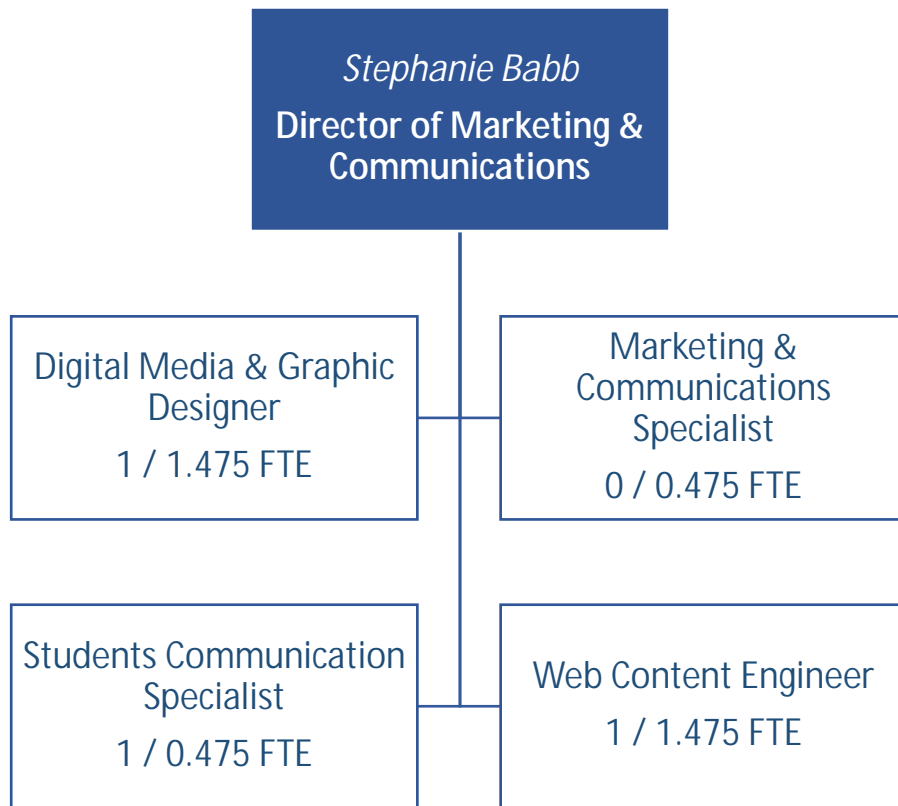 Stephanie Babb
Director of Marketing &
Communications
Digital Media & Graphic
Designer
1 / 1.475 FTE
Marketing &
Communications
Specialist
0 / 0.475 FTE
Students Communication
Specialist
1 / 0.475 FTE
Web Content Engineer
1 / 1.475 FTE